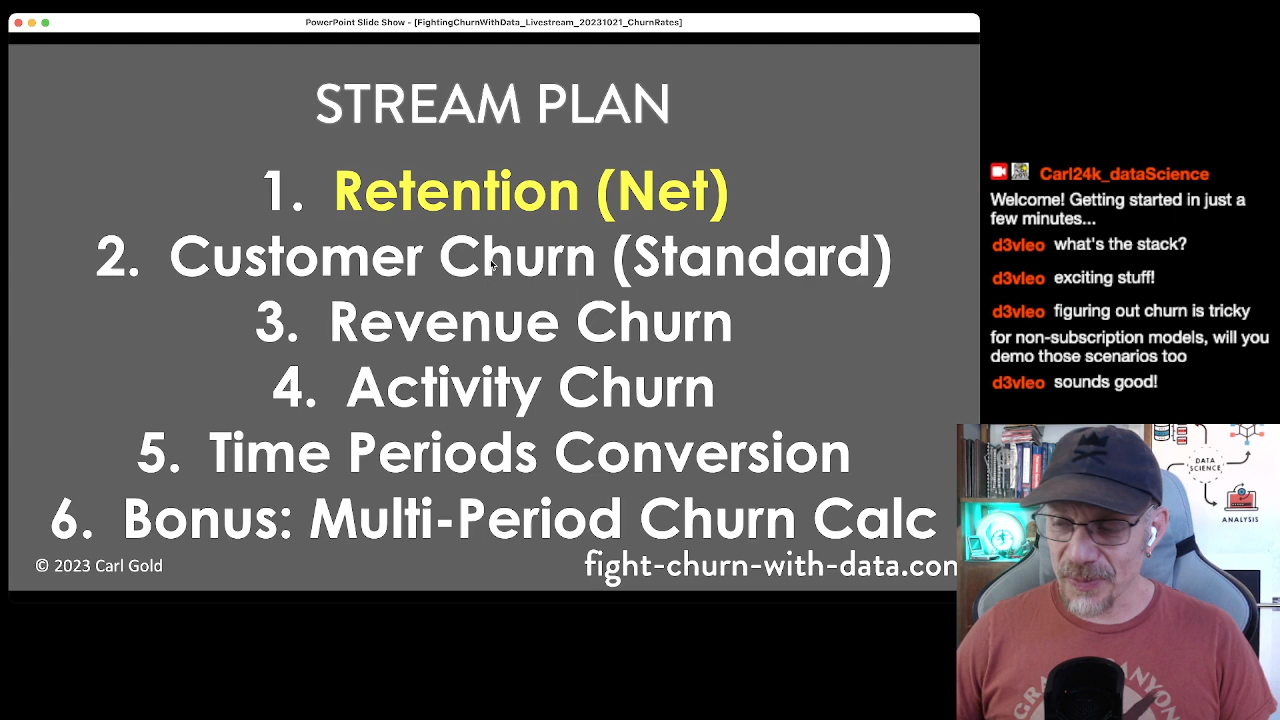 PowerPoint Slide Show - [FightingChurnWithData_Livestream_20231021_ChurnRates]
STREAM PLAN
1. Retention (Net)
2. Customer Churn (Standard)
3. Revenue Churn
4. Activity Churn
5. Time Periods Conversion
6. Bonus: Multi-Period Churn Calc
© 2023 Carl Gold
fight-churn-with-data.com
Carl24k_dataScience
Welcome! Getting started in just a
few minutes...
d3vleo what's the stack?
d3vleo exciting stuff!
d3vleo figuring out churn is tricky
for non-subscription models, will you
demo those scenarios too
d3vleo sounds good!
DATA
SCIENCE
ANALYSIS